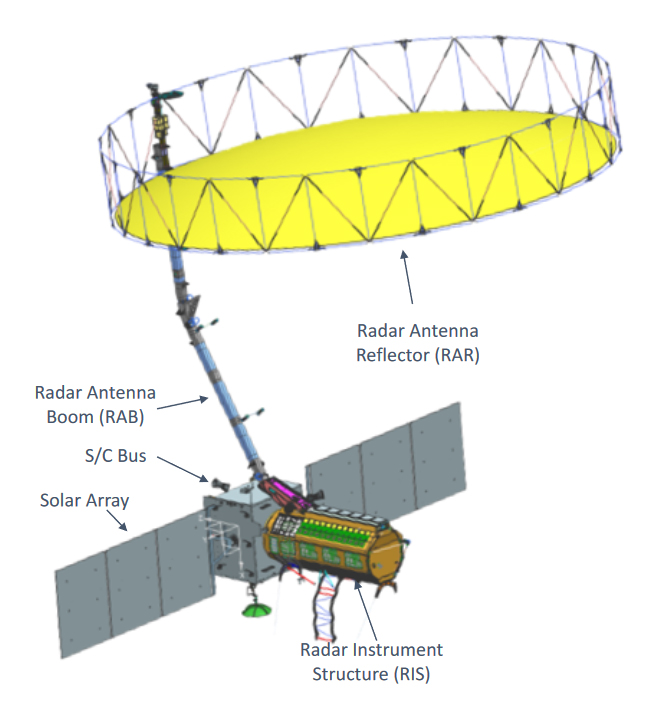 Radar Antenna
Reflector (RAR)
Radar Antenna
Boom (RAB)
S/C Bus
Solar Array
Radar Instrument
Structure (RIS)